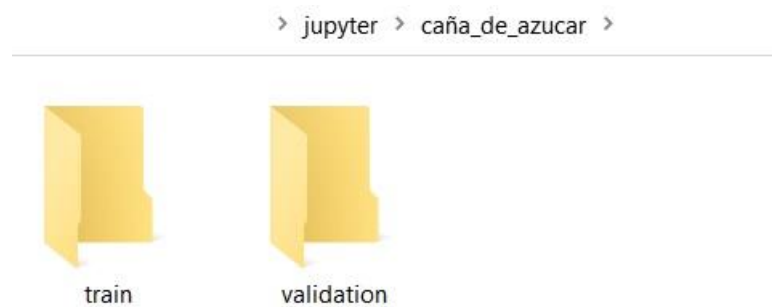 > jupyter > caña_de_azucar >
train validation